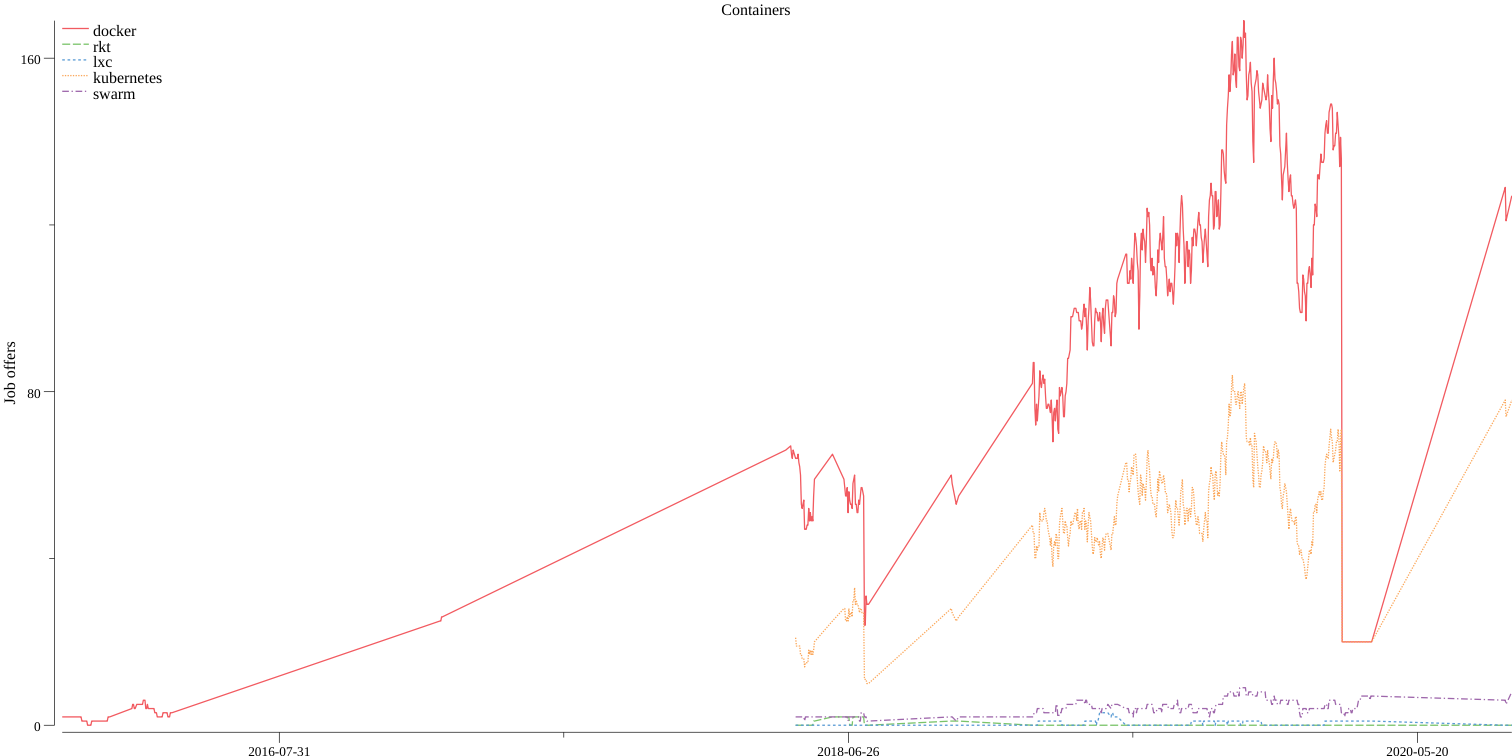 Containers
docker
rkt
lxc
kubernetes
swarm
160
80
0
Job offers
2016-07-31
2018-06-26
2020-05-20